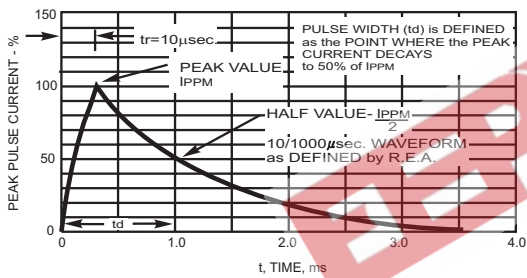 PEAK PULSE CURRENT - %
150
100
50
0
tr=10µsec.
PEAK VALUE
IPPM
PULSE WIDTH (td) is DEFINED
as the POINT WHERE the PEAK
CURRENT DECAYS
to 50% of IPPM
HALF VALUE- IPPM
2
10/1000µsec. WAVEFORM
as DEFINED by R.E.A.
td
0 1.0 2.0 3.0 4.0
t, TIME, ms